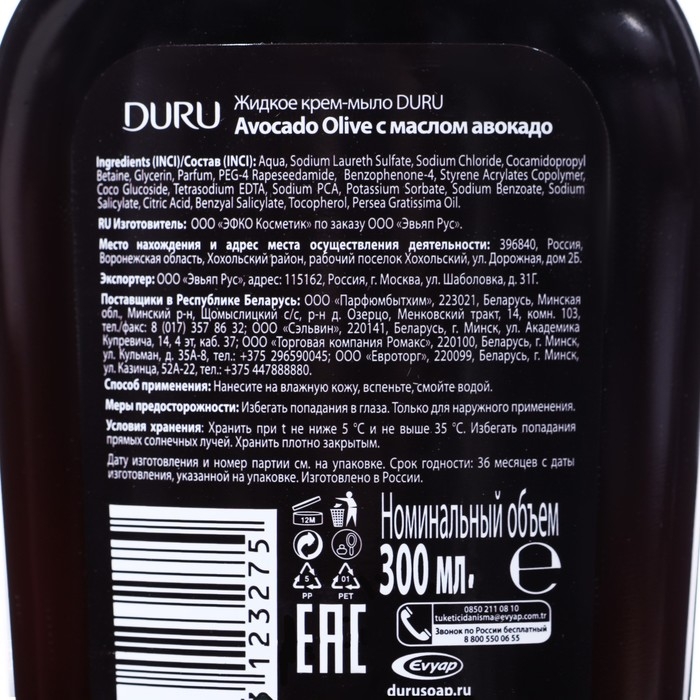 DURU
Жидкое крем-мыло DURU
Avocado Olive с маслом авокадо
Ingredients (INCI)/Состав (INCI): Aqua, Sodium Laureth Sulfate, Sodium Chloride, Cocamidopropyl
Betaine, Glycerin, Parfum, PEG-4 Rapeseedamide, Benzophenone-4, Styrene Acrylates Copolymer,
Coco Glucoside, Tetrasodium EDTA, Sodium PCA, Potassium Sorbate, Sodium Benzoate, Sodium
Salicylate, Citric Acid, Benzyal Salicylate, Tocopherol, Persea Gratissima Oil.
RU Изготовитель: ООО «ЭФКО Косметик» по заказу ООО «Эвьяп Рус».
Место нахождения и адрес места осуществления деятельности: 396840, Россия,
Воронежская область, Хохольский район, рабочий поселок Хохольский, ул. Дорожная, дом 2Б.
Экспортер: ООО «Эвьяп Рус», адрес: 115162, Россия, г. Москва, ул. Шаболовка, д. 31Г.
Поставщики в Республике Беларусь: ООО «Парфюмбытхим», 223021, Беларусь, Минская
обл., Минский р-н, Щомыслицкий с/с, р-н д. Озерцо, Менковский тракт, 14, комн. 103,
тел./факс: 8 (017) 357 86 32; ООО «Сэльвин», 220141, Беларусь, г. Минск, ул. Академика
Купревича, 14, 4 эт, каб. 37; ООО «Торговая компания Ромакс», 220100, Беларусь, г. Минск,
ул. Кульман, д. 35А-8, тел.: +375 296590045; ООО «Евроторг», 220099, Беларусь, г. Минск,
ул. Казинца, 52А-22, тел.: +375 447888880.
Способ применения: Нанесите на влажную кожу, вспеньте, смойте водой.
Меры предосторожности: Избегать попадания в глаза. Только для наружного применения.
Условия хранения: Хранить при t не ниже 5 °C и не выше 35 °C. Избегать попадания
прямых солнечных лучей. Хранить плотно закрытым.
Дату изготовления и номер партии см. на упаковке. Срок годности: 36 месяцев с даты
изготовления, указанной на упаковке. Изготовлено в России.
12M
Номинальный объем
300 мл. e
5
PP
01
PET
EAC
123275
0850 211 08 10
tuketicidanisma@evyap.com.tr
Звонок по России бесплатный
8 800 550 06 55
Evyap
durusoap.ru